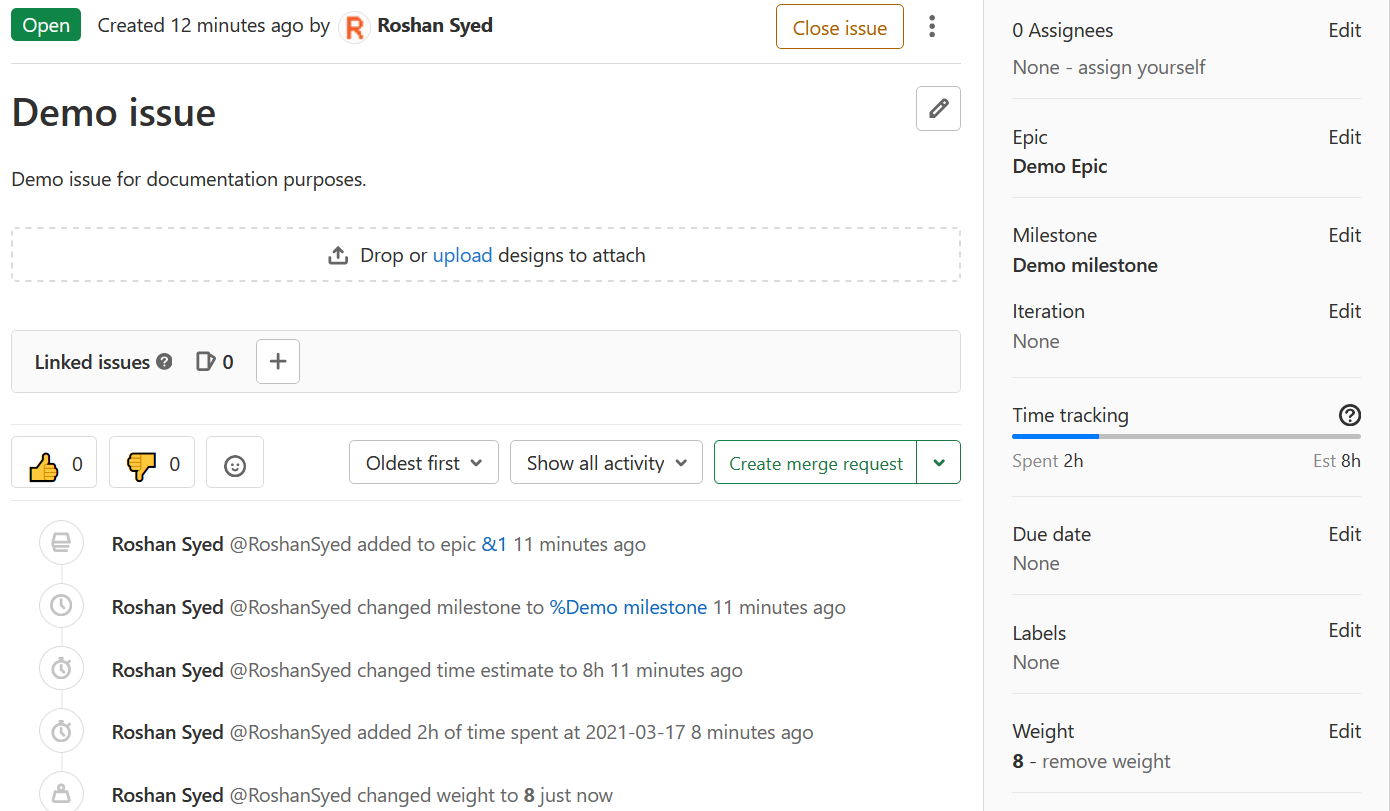 Open Created 12 minutes ago by R Roshan Syed Close issue
Demo issue
Demo issue for documentation purposes.
Drop or upload designs to attach
Linked issues ? 0 +
0 0 Oldest first Show all activity Create merge request
Roshan Syed @RoshanSyed added to epic &1 11 minutes ago
Roshan Syed @RoshanSyed changed milestone to %Demo milestone 11 minutes ago
Roshan Syed @RoshanSyed changed time estimate to 8h 11 minutes ago
Roshan Syed @RoshanSyed added 2h of time spent at 2021-03-17 8 minutes ago
Roshan Syed @RoshanSyed changed weight to 8 just now
0 Assignees Edit
None - assign yourself
Epic Edit
Demo Epic
Milestone Edit
Demo milestone
Iteration Edit
None
Time tracking ?
Spent 2h Est 8h
Due date Edit
None
Labels Edit
None
Weight Edit
8 - remove weight